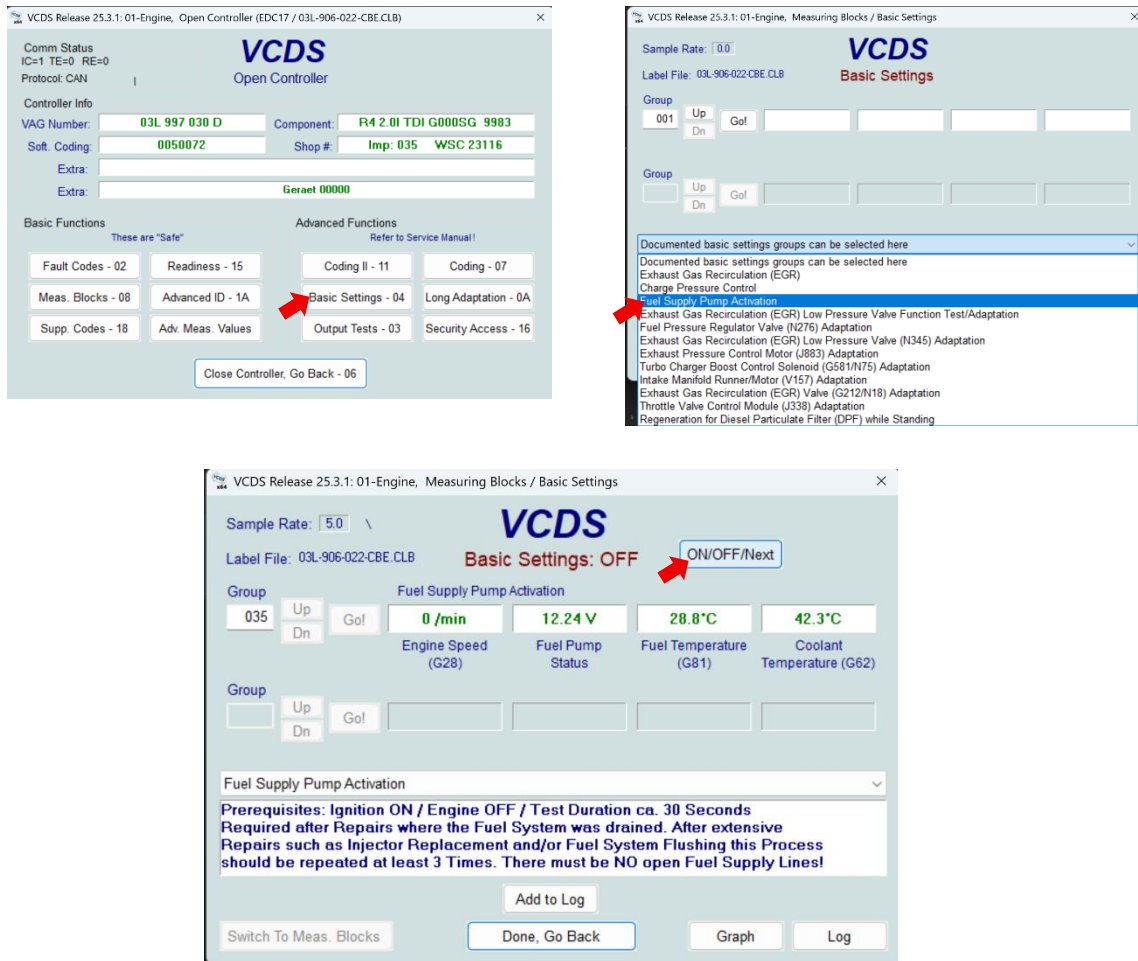 VCDS Release 25.3.1: 01-Engine, Open Controller (EDC17 / 03L-906-022-CBE.CLB)
Comm Status
IC=1 TE=0 RE=0
Protocol: CAN |
VCDS
Open Controller
Controller Info
VAG Number: 03L 997 030 D Component: R4 2.0l TDI G000SG 9983
Soft. Coding: 0050072 Shop #: Imp: 035 WSC 23116
Extra:
Extra: Geraet 00000
Basic Functions
These are "Safe"
Advanced Functions
Refer to Service Manual!
Fault Codes - 02 Readiness - 15 Coding II - 11 Coding - 07
Meas. Blocks - 08 Advanced ID - 1A Basic Settings - 04 Long Adaptation - 0A
Supp. Codes - 18 Adv. Meas. Values Output Tests - 03 Security Access - 16
Close Controller, Go Back - 06
VCDS Release 25.3.1: 01-Engine, Measuring Blocks / Basic Settings
Sample Rate: 0.0
VCDS
Label File: 03L-906-022-CBE.CLB
Basic Settings
Group
001 Up Dn Go!
Group
Up Dn Go!
Documented basic settings groups can be selected here
Documented basic settings groups can be selected here
Exhaust Gas Recirculation (EGR)
Charge Pressure Control
Fuel Supply Pump Activation
Exhaust Gas Recirculation (EGR) Low Pressure Valve Function Test/Adaptation
Fuel Pressure Regulator Valve (N276) Adaptation
Exhaust Gas Recirculation (EGR) Low Pressure Valve (N345) Adaptation
Exhaust Pressure Control Motor (J883) Adaptation
Turbo Charger Boost Control Solenoid (G581/N75) Adaptation
Intake Manifold Runner/Motor (V157) Adaptation
Exhaust Gas Recirculation (EGR) Valve (G212/N18) Adaptation
Throttle Valve Control Module (J338) Adaptation
Regeneration for Diesel Particulate Filter (DPF) while Standing
VCDS Release 25.3.1: 01-Engine, Measuring Blocks / Basic Settings
Sample Rate: 5.0 \
VCDS
Label File: 03L-906-022-CBE.CLB
Basic Settings: OFF
ON/OFF/Next
Group
Fuel Supply Pump Activation
035 Up Dn Go! 0 /min 12.24 V 28.8°C 42.3°C
Engine Speed (G28) Fuel Pump Status Fuel Temperature (G81) Coolant Temperature (G62)
Group
Up Dn Go!
Fuel Supply Pump Activation
Prerequisites: Ignition ON / Engine OFF / Test Duration ca. 30 Seconds
Required after Repairs where the Fuel System was drained. After extensive
Repairs such as Injector Replacement and/or Fuel System Flushing this Process
should be repeated at least 3 Times. There must be NO open Fuel Supply Lines!
Add to Log
Switch To Meas. Blocks Done, Go Back Graph Log